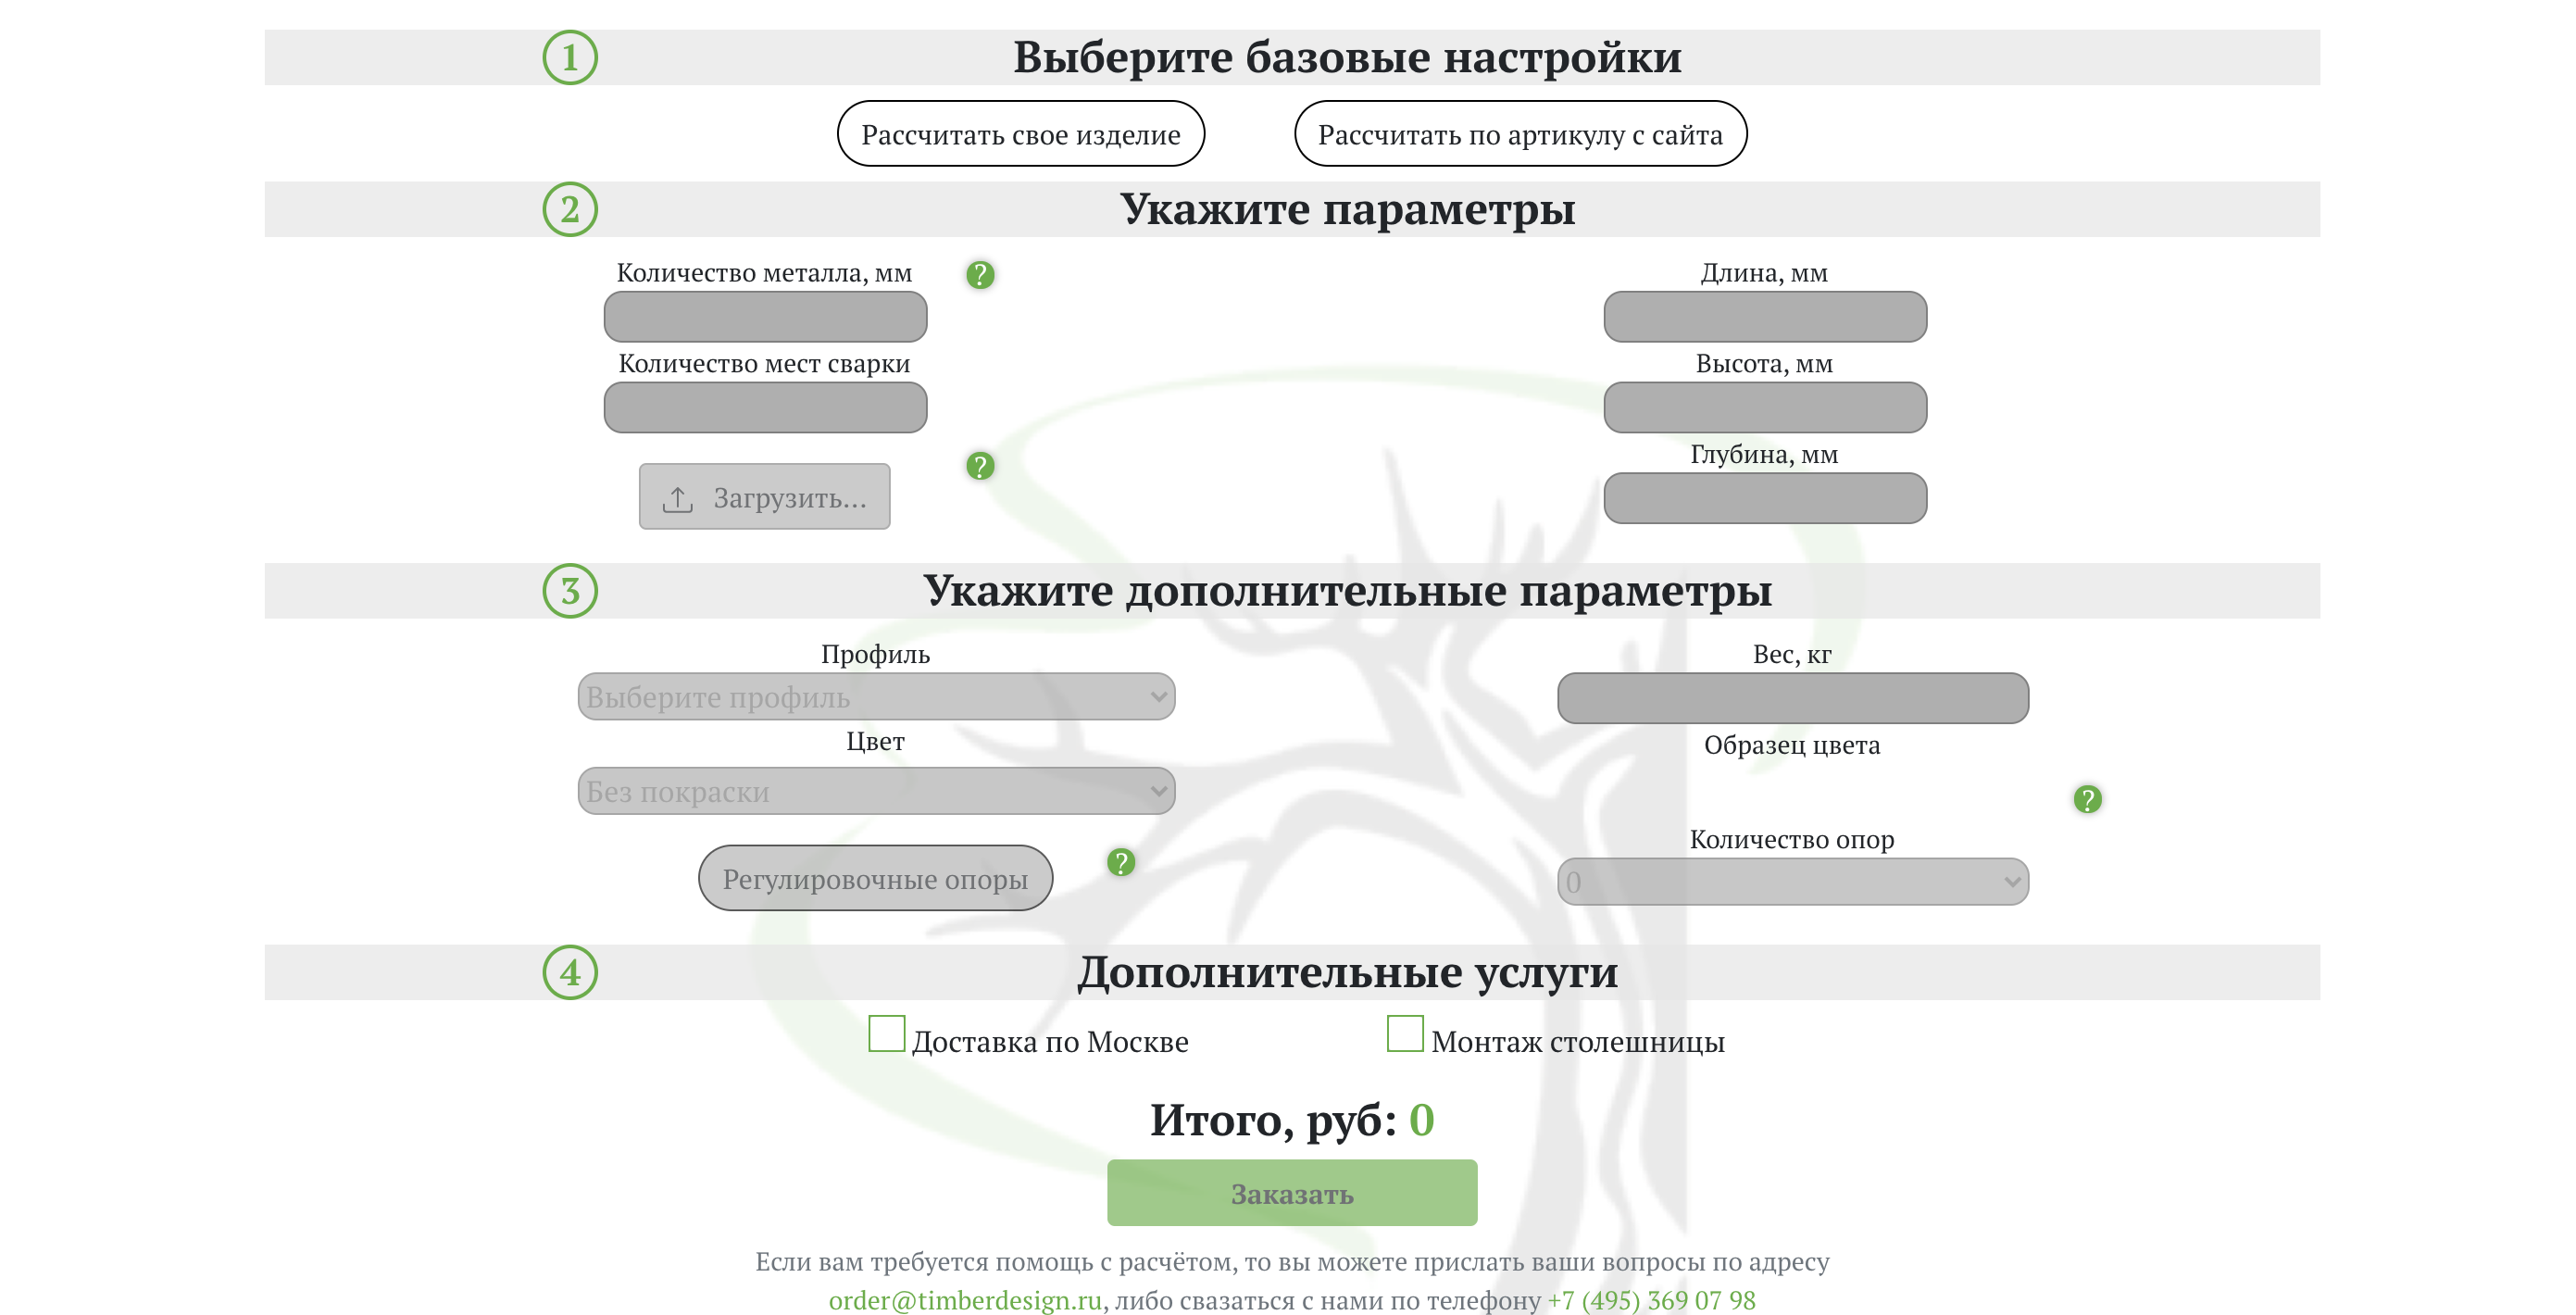 1 Выберите базовые настройки
Рассчитать свое изделие Рассчитать по артикулу с сайта
2 Укажите параметры
Количество металла, мм ? Длина, мм
Количество мест сварки Высота, мм
? Глубина, мм
Загрузить...
3 Укажите дополнительные параметры
Профиль Вес, кг
Выберите профиль
Цвет Образец цвета
Без покраски ?
Количество опор
Регулировочные опоры ? 0
4 Дополнительные услуги
Доставка по Москве Монтаж столешницы
Итого, руб: 0
Заказать
Если вам требуется помощь с расчётом, то вы можете прислать ваши вопросы по адресу
order@timberdesign.ru, либо свазаться с нами по телефону +7 (495) 369 07 98